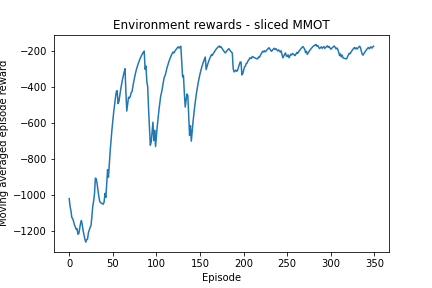 Environment rewards - sliced MMOT
Moving averaged episode reward
−200
−400
−600
−800
−1000
−1200
0 50 100 150 200 250 300 350
Episode